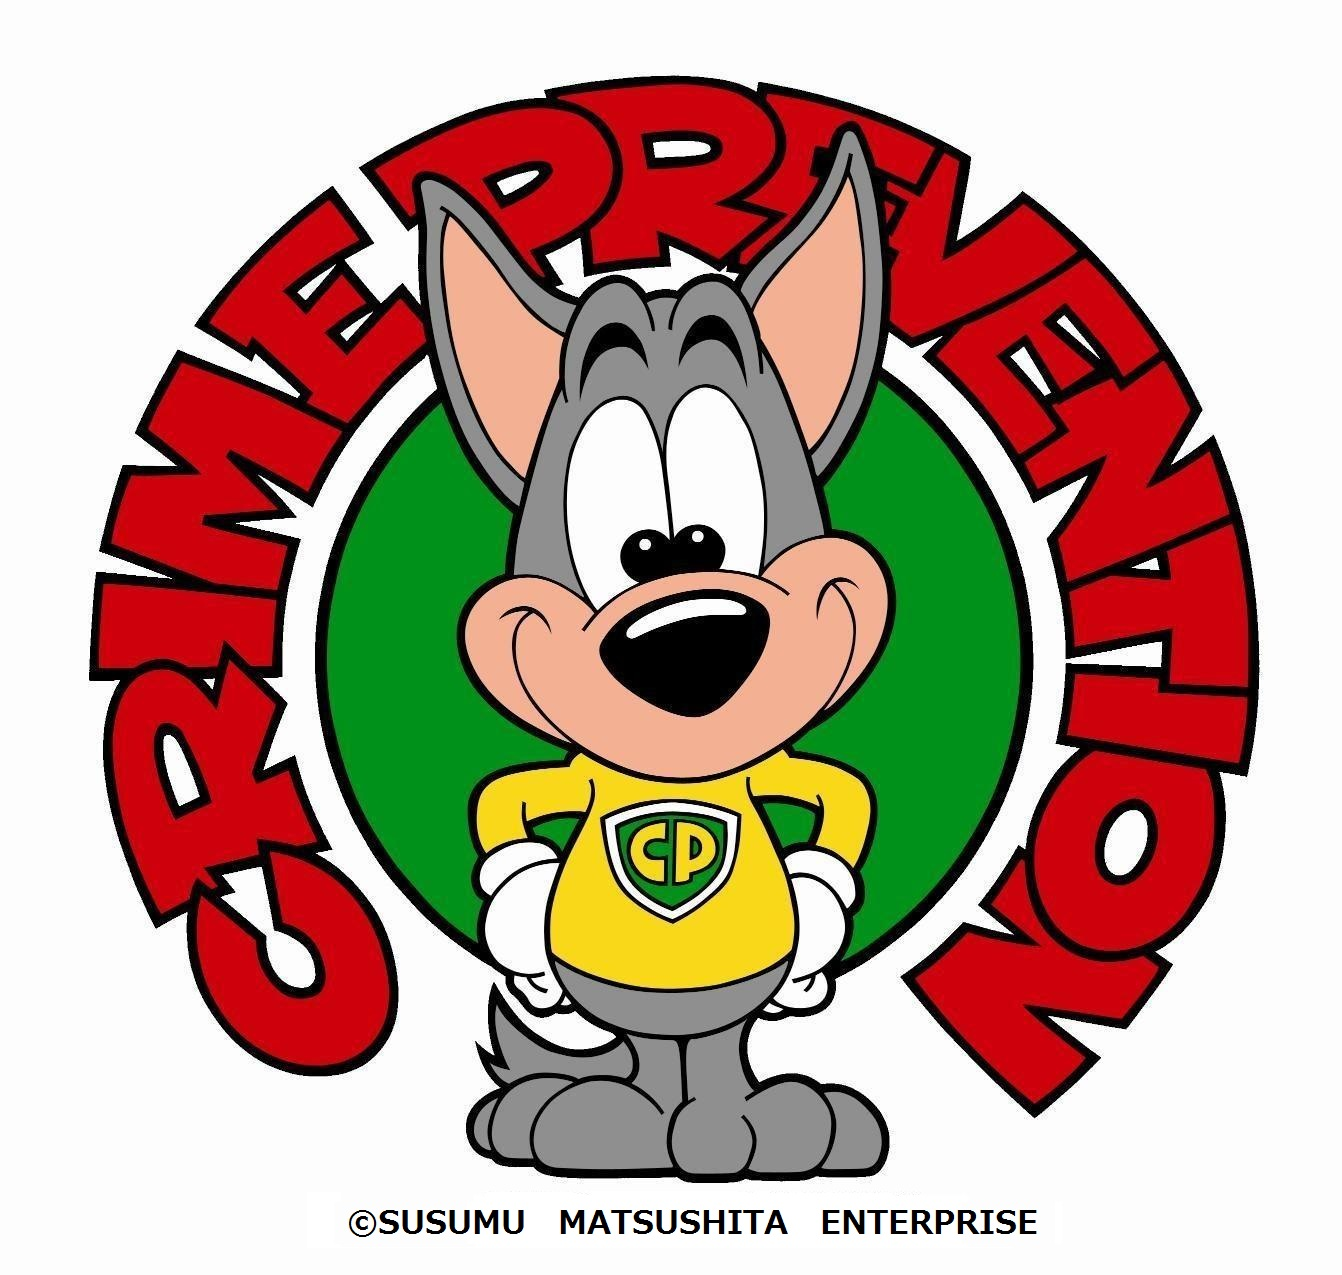 CRIME PREVENTION
CP
©SUSUMU MATSUSHITA ENTERPRISE